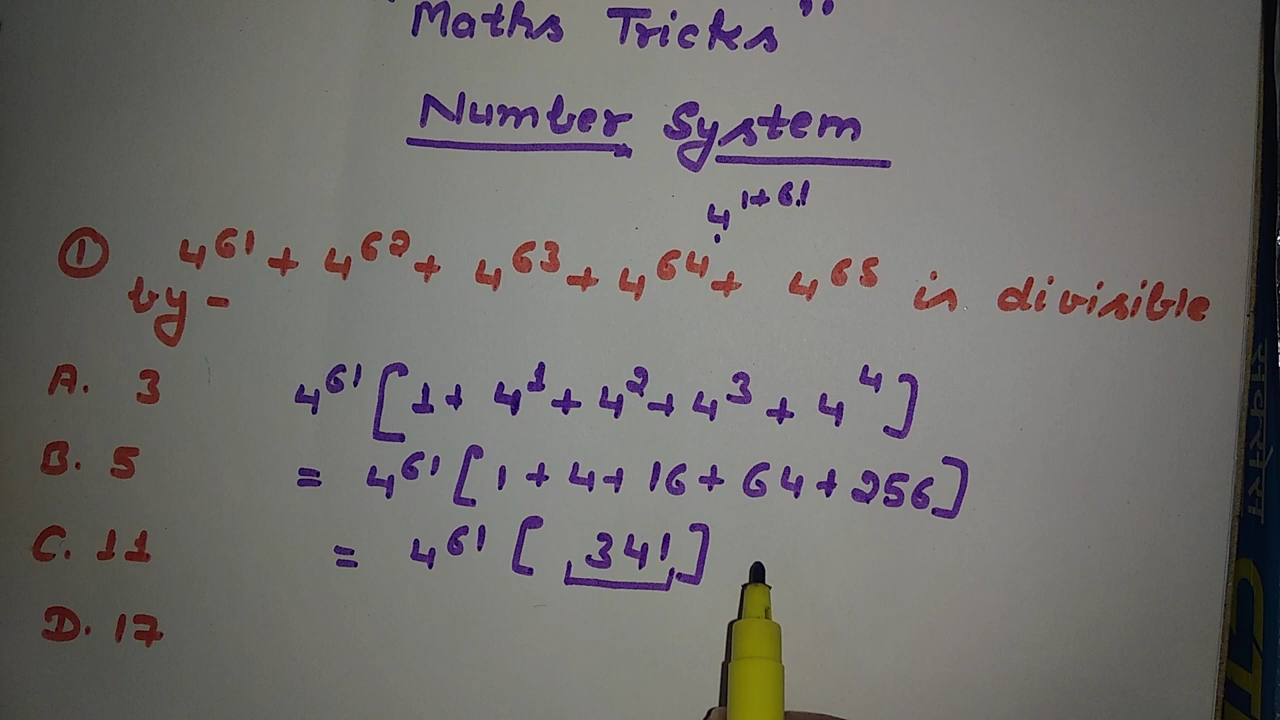 "Maths Tricks"
Number System
4^1+61
① 4^61 + 4^62 + 4^63 + 4^64 + 4^65 is divisible
by -
A. 3
4^61 [1 + 4^1 + 4^2 + 4^3 + 4^4]
B. 5
= 4^61 [1 + 4 + 16 + 64 + 256]
C. 11
= 4^61 [341]
D. 17